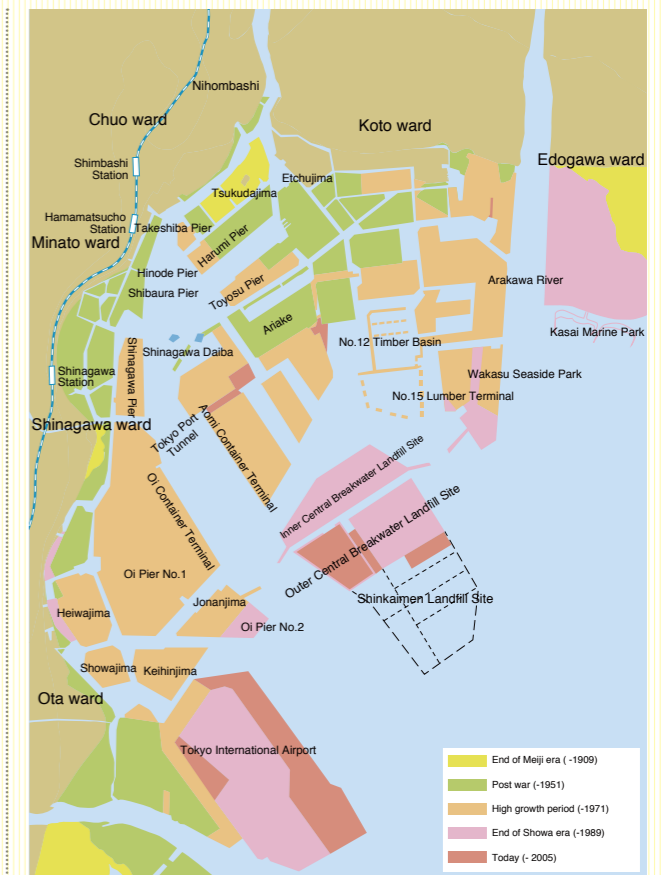 Nihombashi
Chuo ward
Koto ward
Shimbashi
Station
Edogawa ward
Etchujima
Tsukudajima
Hamamatsucho
Station
Takeshiba Pier
Harumi Pier
Minato ward
Hinode Pier
Toyosu Pier
Arakawa River
Shibaura Pier
Ariake
Kasai Marine Park
No.12 Timber Basin
Shinagawa Daiba
Shinagawa Pier
Shinagawa
Station
Wakasu Seaside Park
No.15 Lumber Terminal
Shinagawa ward
Tokyo Port
Tunnel
Aomi Container Terminal
Inner Central Breakwater Landfill Site
Oi Container Terminal
Outer Central Breakwater Landfill Site
Oi Pier No.1
Shinkaimen Landfill Site
Jonanjima
Heiwajima
Oi Pier No.2
Showajima
Keihinjima
Ota ward
Tokyo International Airport
End of Meiji era ( -1909)
Post war (-1951)
High growth period (-1971)
End of Showa era (-1989)
Today (- 2005)